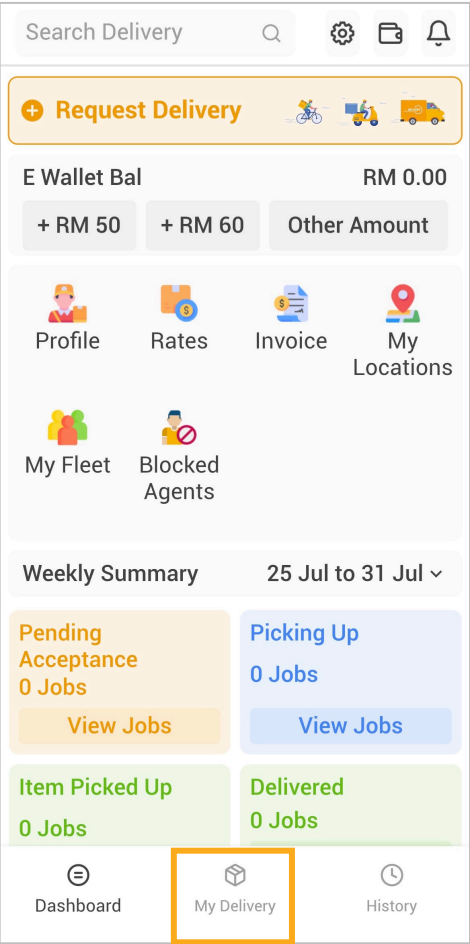 Search Delivery
Request Delivery
E Wallet Bal RM 0.00
+ RM 50 + RM 60 Other Amount
Profile Rates Invoice My Locations
My Fleet Blocked Agents
Weekly Summary 25 Jul to 31 Jul
Pending Acceptance
0 Jobs
View Jobs
Picking Up
0 Jobs
View Jobs
Item Picked Up
0 Jobs
Delivered
0 Jobs
Dashboard My Delivery History